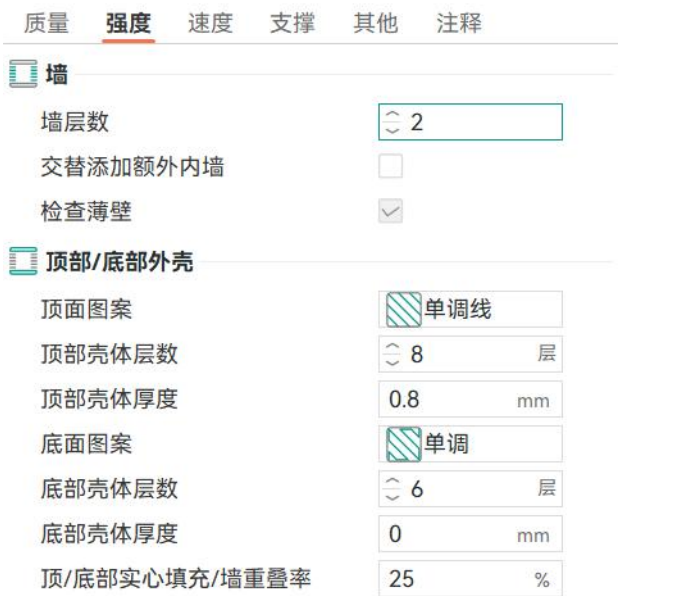 质量 强度 速度 支撑 其他 注释
墙
墙层数 2
交替添加额外内墙
检查薄壁
顶部/底部外壳
顶面图案 单调线
顶部壳体层数 8 层
顶部壳体厚度 0.8 mm
底面图案 单调
底部壳体层数 6 层
底部壳体厚度 0 mm
顶/底部实心填充/墙重叠率 25 %